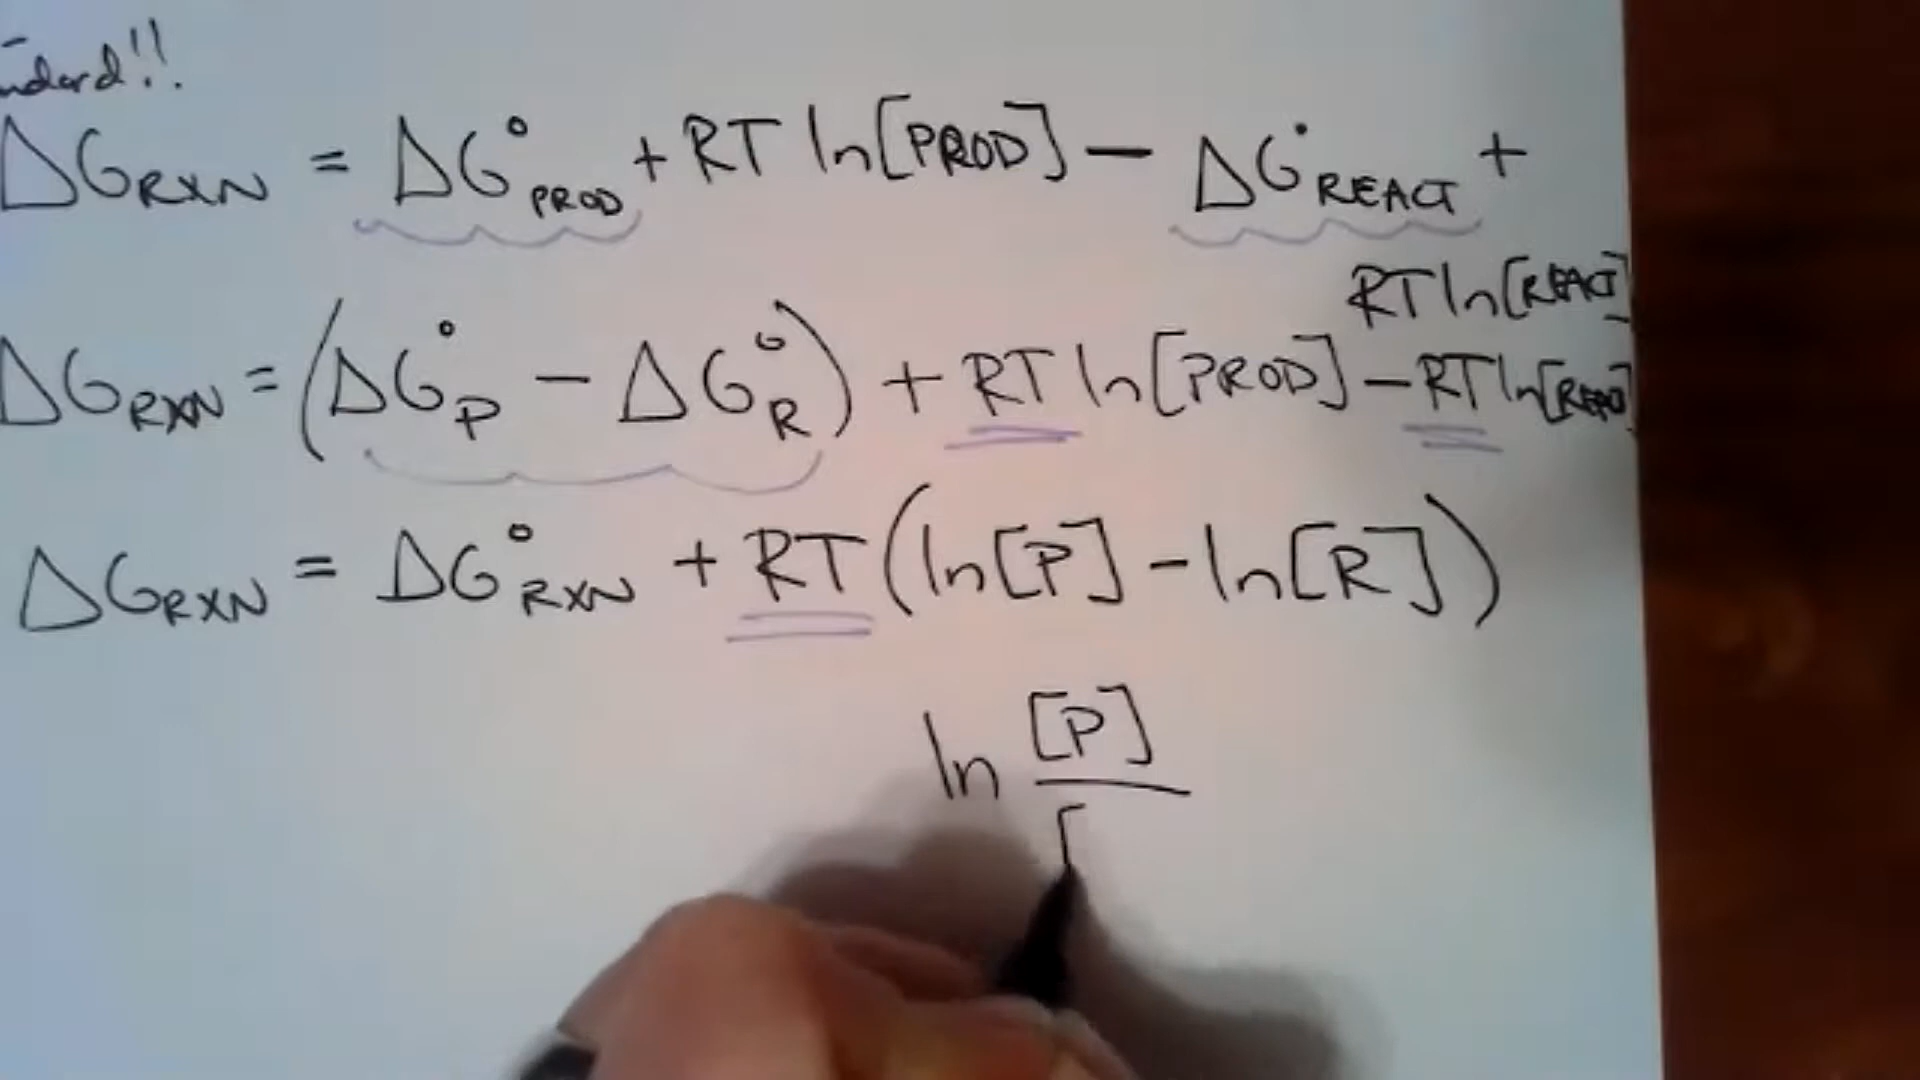 ndard!!
ΔG_RXN = ΔG°_PROD + RT ln[PROD] - ΔG°_REACT +
RT ln[REACT]
ΔG_RXN = (ΔG°_P - ΔG°_R) + RT ln[PROD] - RT ln[REACT]
ΔG_RXN = ΔG°_RXN + RT (ln[P] - ln[R])
ln [P]
[